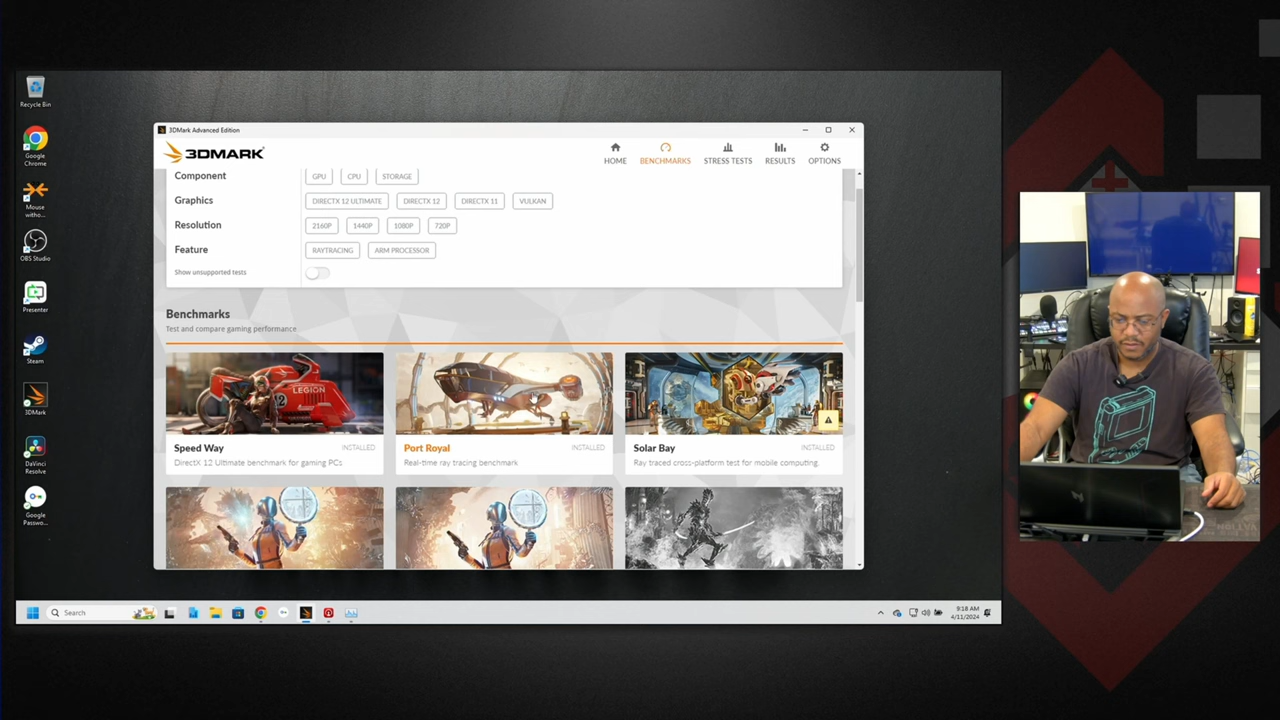 Recycle Bin
Google
Chrome
Mouse
witho...
OBS Studio
Presenter
Steam
3DMark
DaVinci
Resolve
Google
Passwo...
3DMark Advanced Edition
3DMARK
HOME
BENCHMARKS
STRESS TESTS
RESULTS
OPTIONS
Component
GPU
CPU
STORAGE
Graphics
DIRECTX 12 ULTIMATE
DIRECTX 12
DIRECTX 11
VULKAN
Resolution
2160P
1440P
1080P
720P
Feature
RAYTRACING
ARM PROCESSOR
Show unsupported tests
Benchmarks
Test and compare gaming performance
LEGION
Speed Way
INSTALLED
DirectX 12 Ultimate benchmark for gaming PCs
Port Royal
INSTALLED
Real-time ray tracing benchmark
Solar Bay
INSTALLED
Ray traced cross-platform test for mobile computing.
Search
9:18 AM
4/11/2024